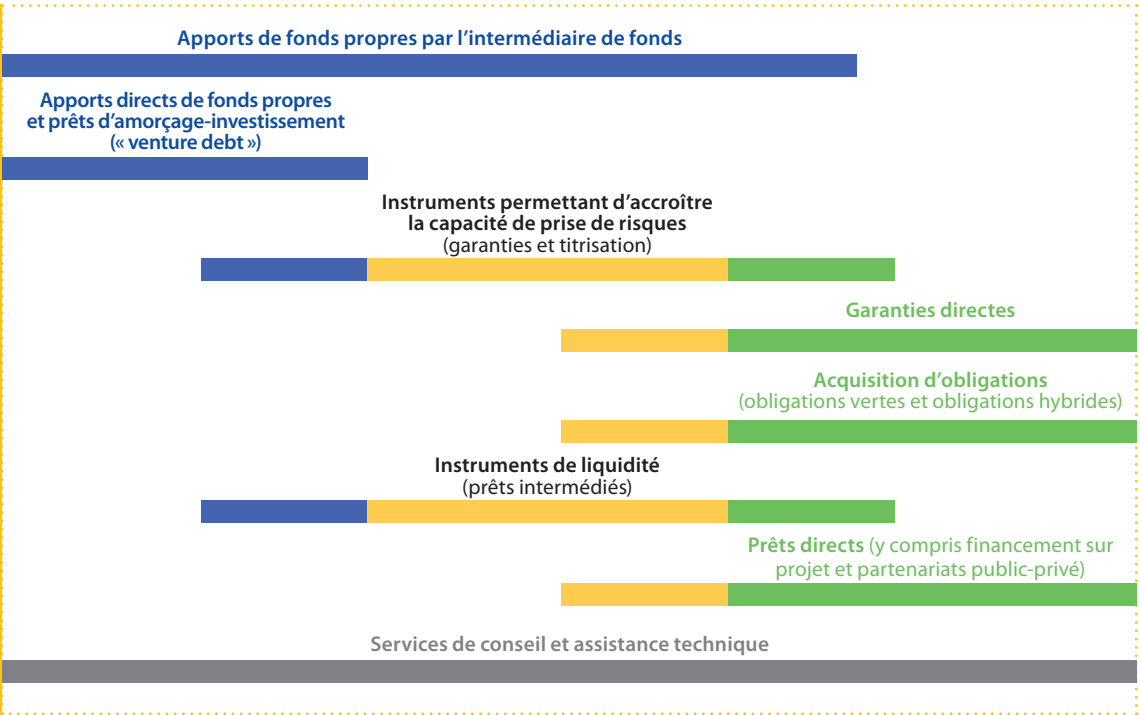 Apports de fonds propres par l’intermédiaire de fonds
Apports directs de fonds propres
et prêts d’amorçage-investissement
(« venture debt »)
Instruments permettant d’accroître
la capacité de prise de risques
(garanties et titrisation)
Garanties directes
Acquisition d’obligations
(obligations vertes et obligations hybrides)
Instruments de liquidité
(prêts intermédiés)
Prêts directs (y compris financement sur
projet et partenariats public-privé)
Services de conseil et assistance technique